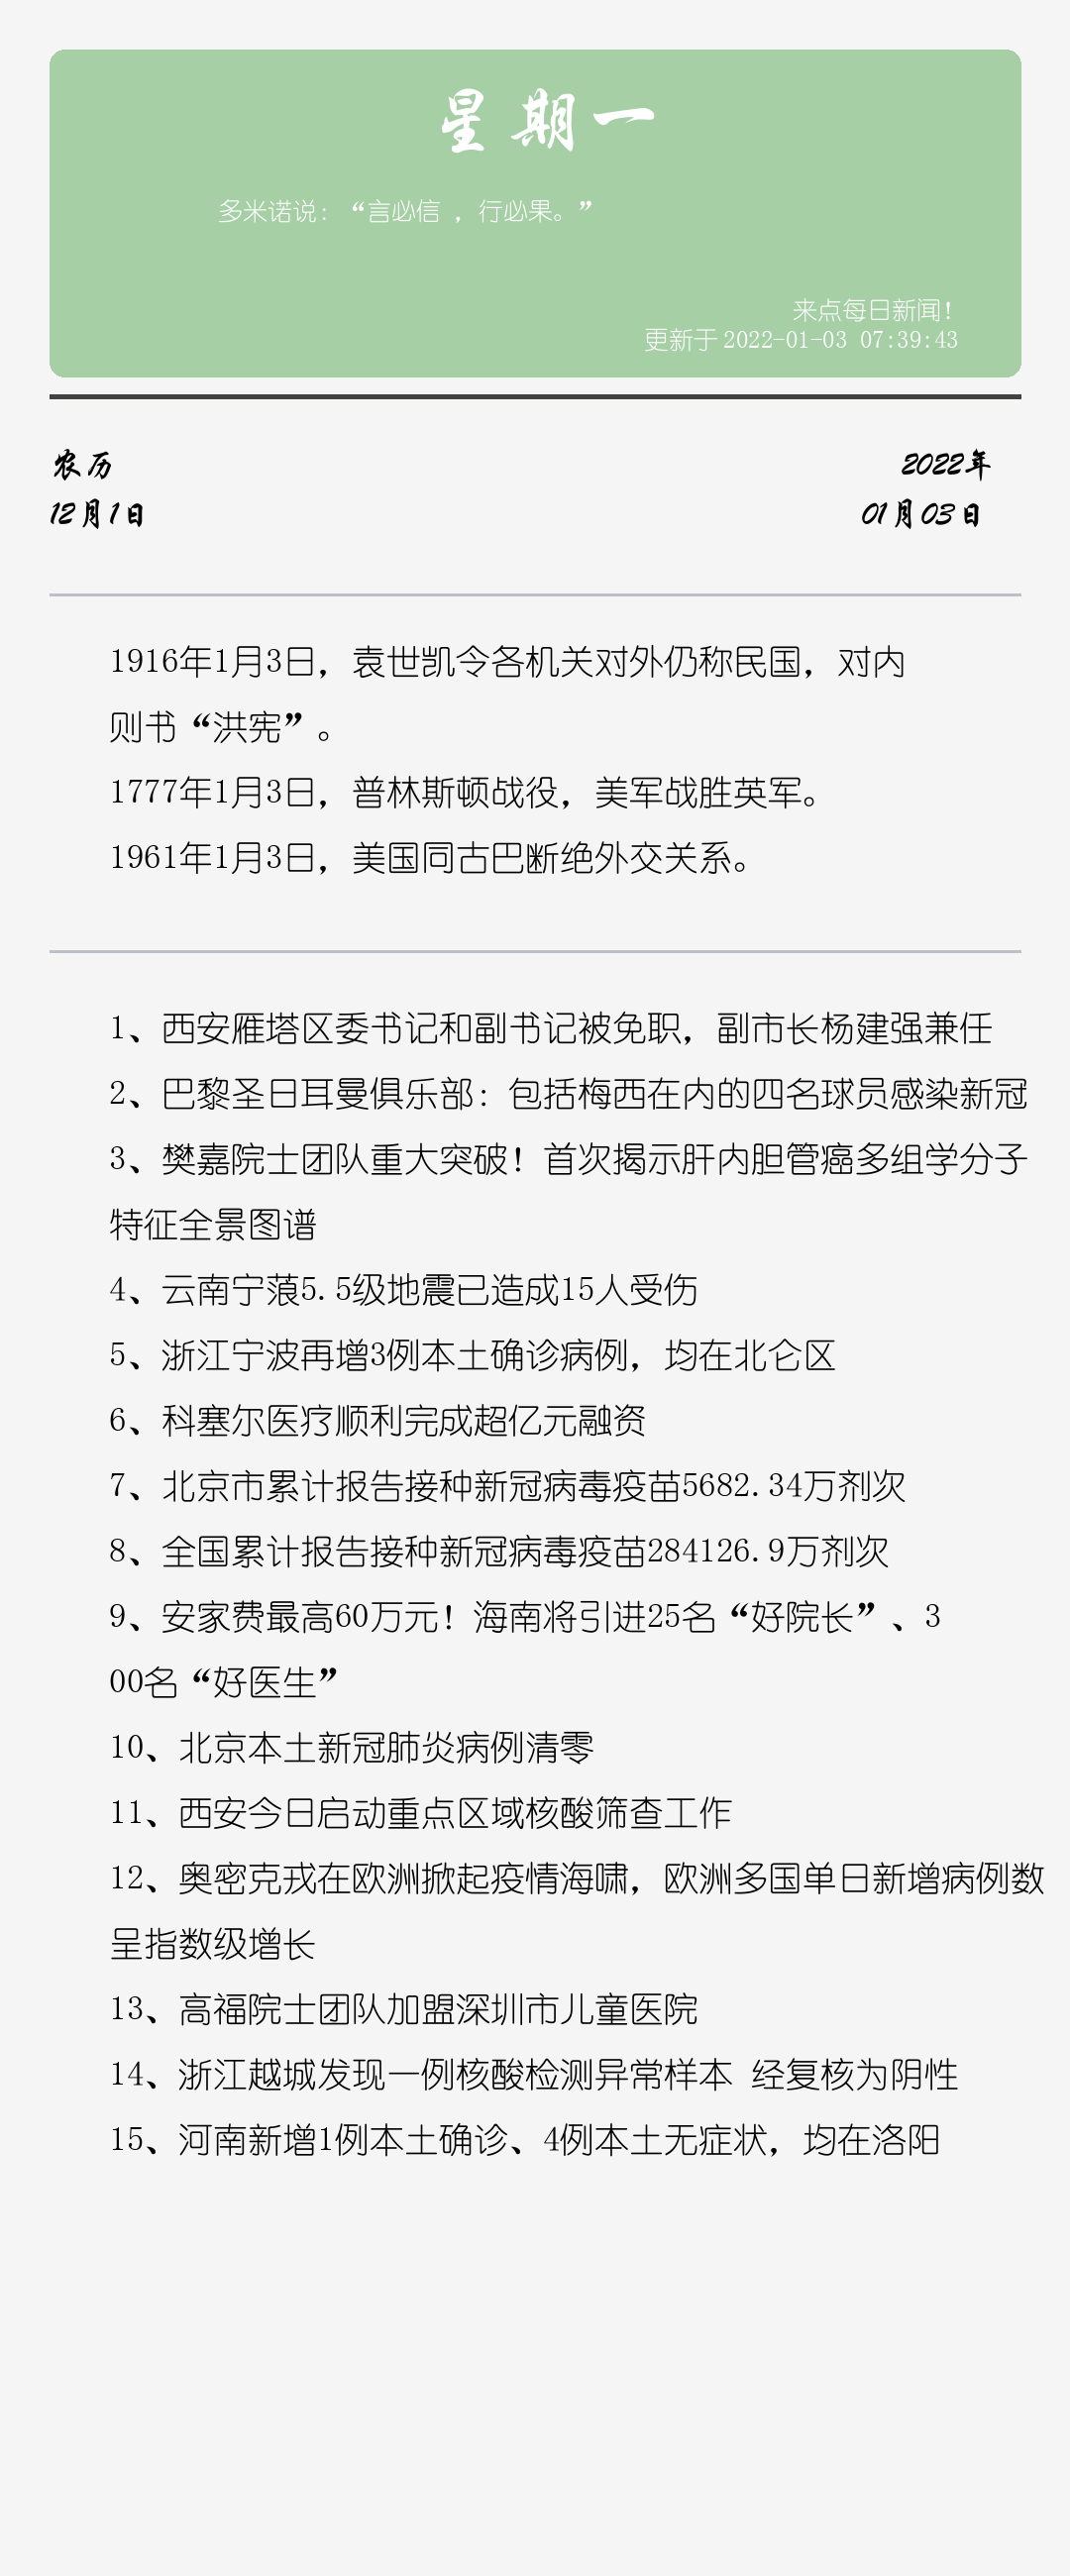 星期一
多米诺说：“言必信 ，行必果。”
来点每日新闻！
更新于2022-01-03 07:39:43
农历
2022年
12月1日
01月03日
1916年1月3日，袁世凯令各机关对外仍称民国，对内
则书“洪宪”。
1777年1月3日，普林斯顿战役，美军战胜英军。
1961年1月3日，美国同古巴断绝外交关系。
1、西安雁塔区委书记和副书记被免职，副市长杨建强兼任
2、巴黎圣日耳曼俱乐部：包括梅西在内的四名球员感染新冠
3、樊嘉院士团队重大突破！首次揭示肝内胆管癌多组学分子
特征全景图谱
4、云南宁蒗5.5级地震已造成15人受伤
5、浙江宁波再增3例本土确诊病例，均在北仑区
6、科塞尔医疗顺利完成超亿元融资
7、北京市累计报告接种新冠病毒疫苗5682.34万剂次
8、全国累计报告接种新冠病毒疫苗284126.9万剂次
9、安家费最高60万元！海南将引进25名“好院长”、3
00名“好医生”
10、北京本土新冠肺炎病例清零
11、西安今日启动重点区域核酸筛查工作
12、奥密克戎在欧洲掀起疫情海啸，欧洲多国单日新增病例数
呈指数级增长
13、高福院士团队加盟深圳市儿童医院
14、浙江越城发现一例核酸检测异常样本 经复核为阴性
15、河南新增1例本土确诊、4例本土无症状，均在洛阳